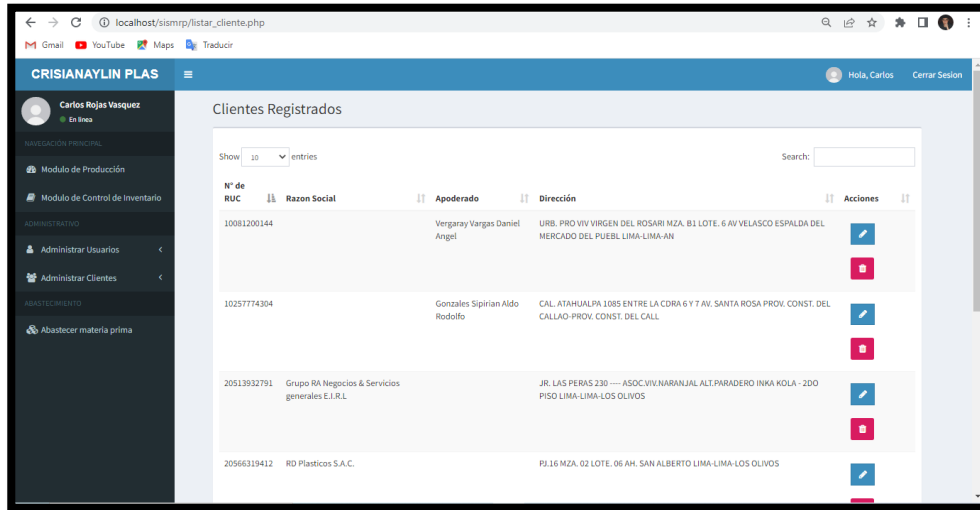 localhost/sismrp/listar_cliente.php
Gmail YouTube Maps Traducir
CRISIANAYLIN PLAS
Hola, Carlos Cerrar Sesion
Carlos Rojas Vasquez
En linea
NAVEGACIÓN PRINCIPAL
Modulo de Producción
Modulo de Control de Inventario
ADMINISTRATIVO
Administrar Usuarios
Administrar Clientes
ABASTECIMIENTO
Abastecer materia prima
Clientes Registrados
Show 10 entries
Search:
N° de
RUC Razon Social Apoderado Dirección Acciones
10081200144 Vergaray Vargas Daniel URB. PRO VIV VIRGEN DEL ROSARI MZA. B1 LOTE. 6 AV VELASCO ESPALDA DEL
Angel MERCADO DEL PUEBL LIMA-LIMA-AN
10257774304 Gonzales Sipirian Aldo CAL. ATAHUALPA 1085 ENTRE LA CDRA 6 Y 7 AV. SANTA ROSA PROV. CONST. DEL
Rodolfo CALLAO-PROV. CONST. DEL CALL
20513932791 Grupo RA Negocios & Servicios JR. LAS PERAS 230 ---- ASOC.VIV.NARANJAL ALT.PARADERO INKA KOLA - 2DO
generales E.I.R.L PISO LIMA-LIMA-LOS OLIVOS
20566319412 RD Plasticos S.A.C. PJ.16 MZA. 02 LOTE. 06 AH. SAN ALBERTO LIMA-LIMA-LOS OLIVOS